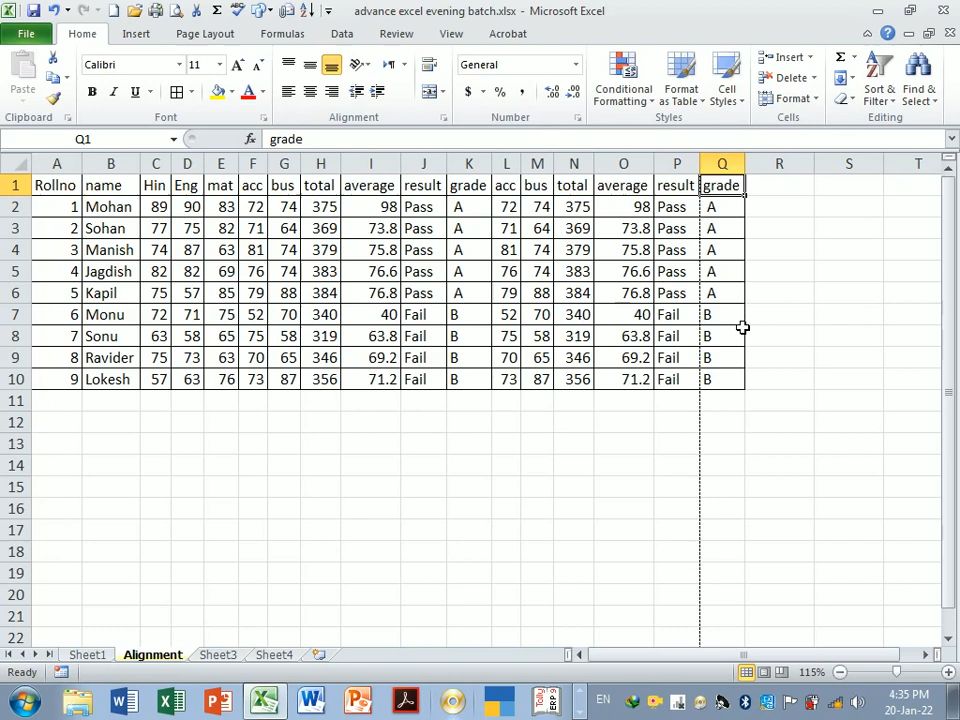 advance excel evening batch.xlsx - Microsoft Excel
File Home Insert Page Layout Formulas Data Review View Acrobat
Paste
Calibri 11
B I U
General
$ % ,
Conditional Formatting
Format as Table
Cell Styles
Insert
Delete
Format
Sort & Filter
Find & Select
Clipboard Font Alignment Number Styles Cells Editing
Q1 fx grade
A B C D E F G H I J K L M N O P Q R S T
1 Rollno name Hin Eng mat acc bus total average result grade acc bus total average result grade
2 1 Mohan 89 90 83 72 74 375 98 Pass A 72 74 375 98 Pass A
3 2 Sohan 77 75 82 71 64 369 73.8 Pass A 71 64 369 73.8 Pass A
4 3 Manish 74 87 63 81 74 379 75.8 Pass A 81 74 379 75.8 Pass A
5 4 Jagdish 82 82 69 76 74 383 76.6 Pass A 76 74 383 76.6 Pass A
6 5 Kapil 75 57 85 79 88 384 76.8 Pass A 79 88 384 76.8 Pass A
7 6 Monu 72 71 75 52 70 340 40 Fail B 52 70 340 40 Fail B
8 7 Sonu 63 58 65 75 58 319 63.8 Fail B 75 58 319 63.8 Fail B
9 8 Ravider 75 73 63 70 65 346 69.2 Fail B 70 65 346 69.2 Fail B
10 9 Lokesh 57 63 76 73 87 356 71.2 Fail B 73 87 356 71.2 Fail B
11
12
13
14
15
16
17
18
19
20
21
22
Sheet1 Alignment Sheet3 Sheet4
Ready 115%
EN 4:35 PM
20-Jan-22